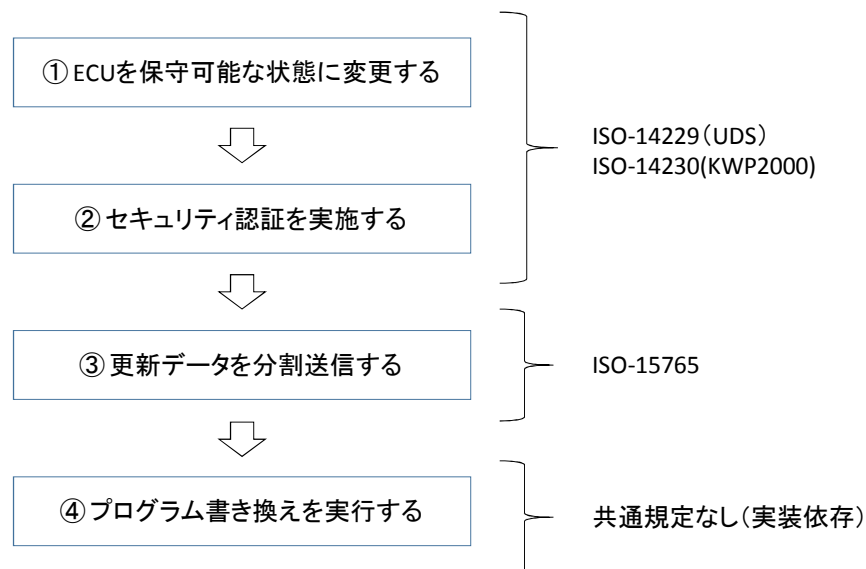 ①ECUを保守可能な状態に変更する
ISO-14229(UDS)
ISO-14230(KWP2000)
②セキュリティ認証を実施する
③更新データを分割送信する
ISO-15765
④プログラム書き換えを実行する
共通規定なし(実装依存)